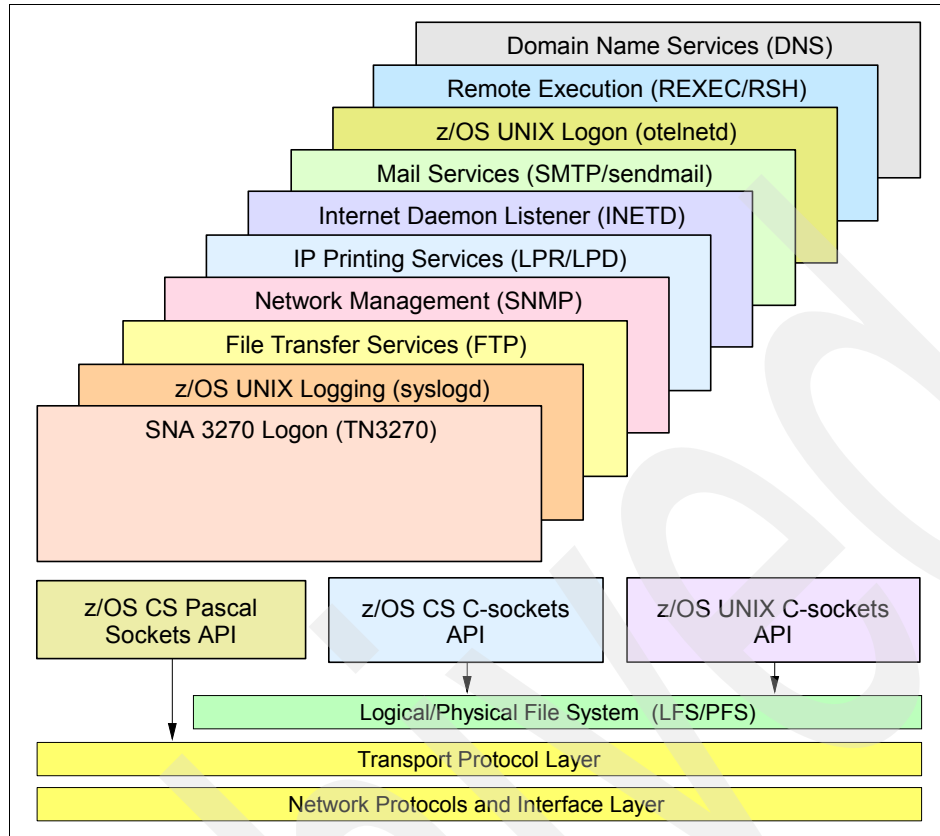 Domain Name Services (DNS)
Remote Execution (REXEC/RSH)
z/OS UNIX Logon (otelnetd)
Mail Services (SMTP/sendmail)
Internet Daemon Listener (INETD)
IP Printing Services (LPR/LPD)
Network Management (SNMP)
File Transfer Services (FTP)
z/OS UNIX Logging (syslogd)
SNA 3270 Logon (TN3270)
z/OS CS Pascal
Sockets API
z/OS CS C-sockets
API
z/OS UNIX C-sockets
API
Logical/Physical File System (LFS/PFS)
Transport Protocol Layer
Network Protocols and Interface Layer